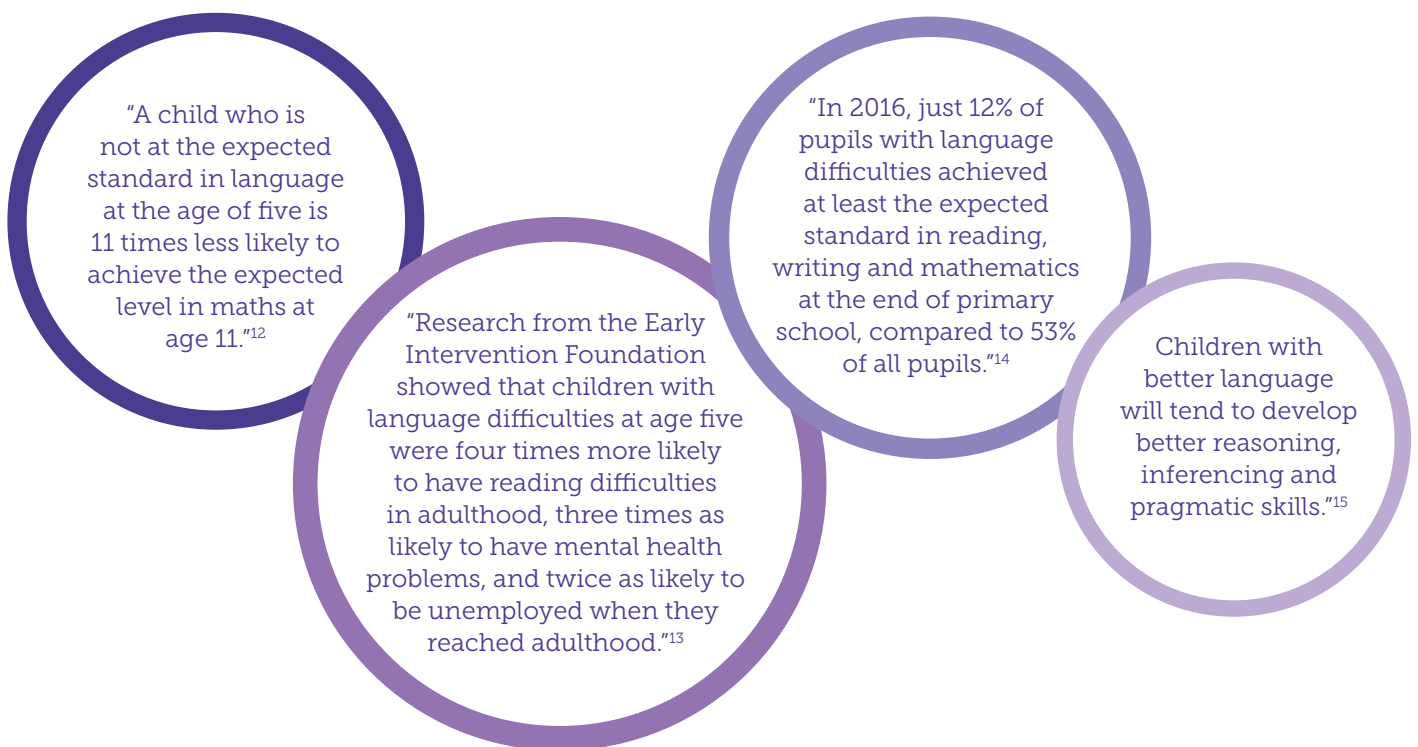 “A child who is
not at the expected
standard in language
at the age of five is
11 times less likely to
achieve the expected
level in maths at
age 11.”12
“Research from the Early
Intervention Foundation
showed that children with
language difficulties at age five
were four times more likely
to have reading difficulties
in adulthood, three times as
likely to have mental health
problems, and twice as likely to
be unemployed when they
reached adulthood.”13
“In 2016, just 12% of
pupils with language
difficulties achieved
at least the expected
standard in reading,
writing and mathematics
at the end of primary
school, compared to 53%
of all pupils.”14
Children with
better language
will tend to develop
better reasoning,
inferencing and
pragmatic skills.”15